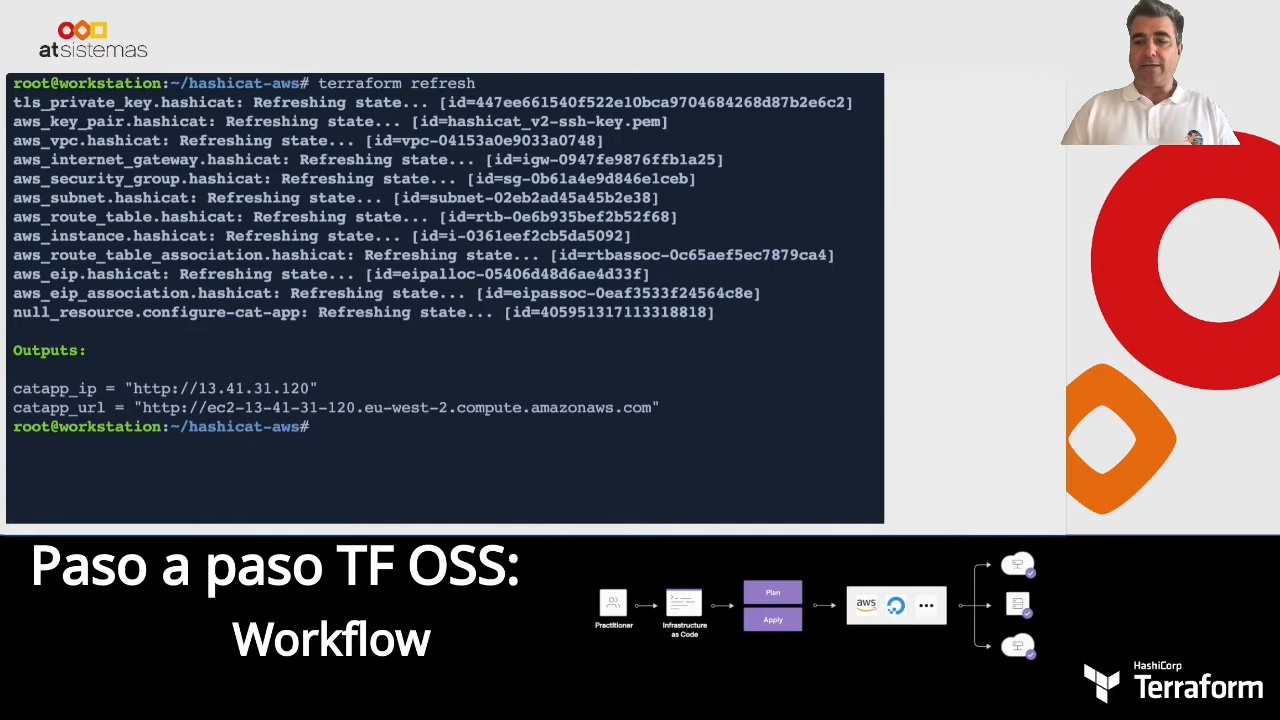 atsistemas
root@workstation:~/hashicat-aws# terraform refresh
tls_private_key.hashicat: Refreshing state... [id=447ee661540f522e10bca9704684268d87b2e6c2]
aws_key_pair.hashicat: Refreshing state... [id=hashicat_v2-ssh-key.pem]
aws_vpc.hashicat: Refreshing state... [id=vpc-04153a0e9033a0748]
aws_internet_gateway.hashicat: Refreshing state... [id=igw-0947fe9876ffb1a25]
aws_security_group.hashicat: Refreshing state... [id=sg-0b61a4e9d846e1ceb]
aws_subnet.hashicat: Refreshing state... [id=subnet-02eb2ad45a45b2e38]
aws_route_table.hashicat: Refreshing state... [id=rtb-0e6b935bef2b52f68]
aws_instance.hashicat: Refreshing state... [id=i-0361eef2cb5da5092]
aws_route_table_association.hashicat: Refreshing state... [id=rtbassoc-0c65aef5ec7879ca4]
aws_eip.hashicat: Refreshing state... [id=eipalloc-05406d48d6ae4d33f]
aws_eip_association.hashicat: Refreshing state... [id=eipassoc-0eaf3533f24564c8e]
null_resource.configure-cat-app: Refreshing state... [id=405951317113318818]
Outputs:
catapp_ip = "http://13.41.31.120"
catapp_url = "http://ec2-13-41-31-120.eu-west-2.compute.amazonaws.com"
root@workstation:~/hashicat-aws#
Paso a paso TF OSS:
Workflow
Practitioner
Infrastructure
as Code
Plan
Apply
aws
HashiCorp
Terraform